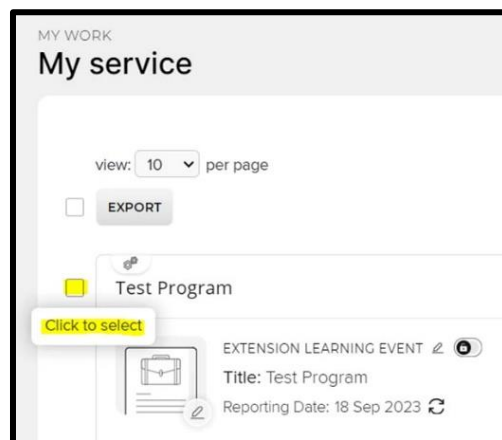 MY WORK
My service
view: 10 per page
EXPORT
Test Program
Click to select
EXTENSION LEARNING EVENT
Title: Test Program
Reporting Date: 18 Sep 2023